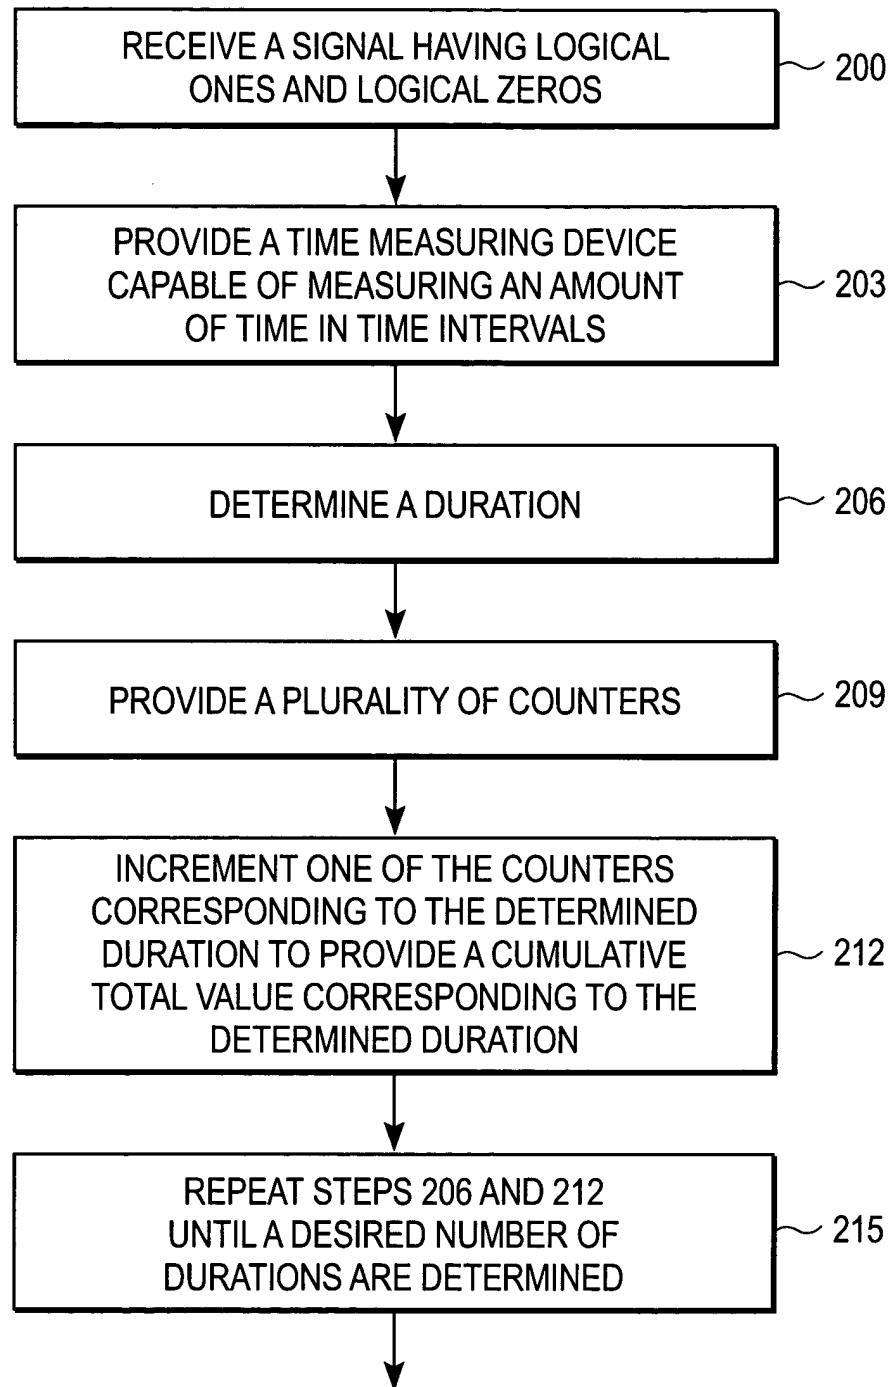 RECEIVE A SIGNAL HAVING LOGICAL
ONES AND LOGICAL ZEROS
200
PROVIDE A TIME MEASURING DEVICE
CAPABLE OF MEASURING AN AMOUNT
OF TIME IN TIME INTERVALS
203
DETERMINE A DURATION
206
PROVIDE A PLURALITY OF COUNTERS
209
INCREMENT ONE OF THE COUNTERS
CORRESPONDING TO THE DETERMINED
DURATION TO PROVIDE A CUMULATIVE
TOTAL VALUE CORRESPONDING TO THE
DETERMINED DURATION
212
REPEAT STEPS 206 AND 212
UNTIL A DESIRED NUMBER OF
DURATIONS ARE DETERMINED
215